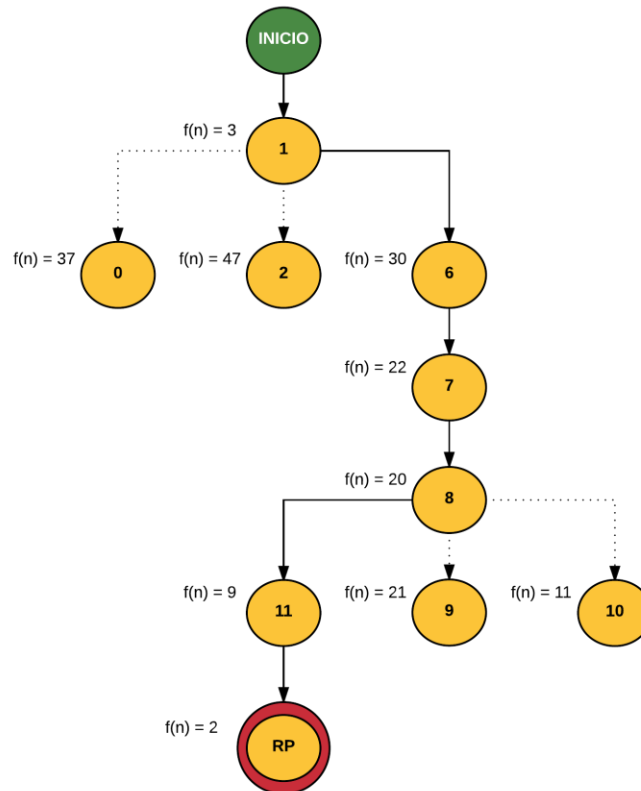 INICIO
f(n) = 3
1
f(n) = 37
0
f(n) = 47
2
f(n) = 30
6
f(n) = 22
7
f(n) = 20
8
f(n) = 9
11
f(n) = 21
9
f(n) = 11
10
f(n) = 2
RP